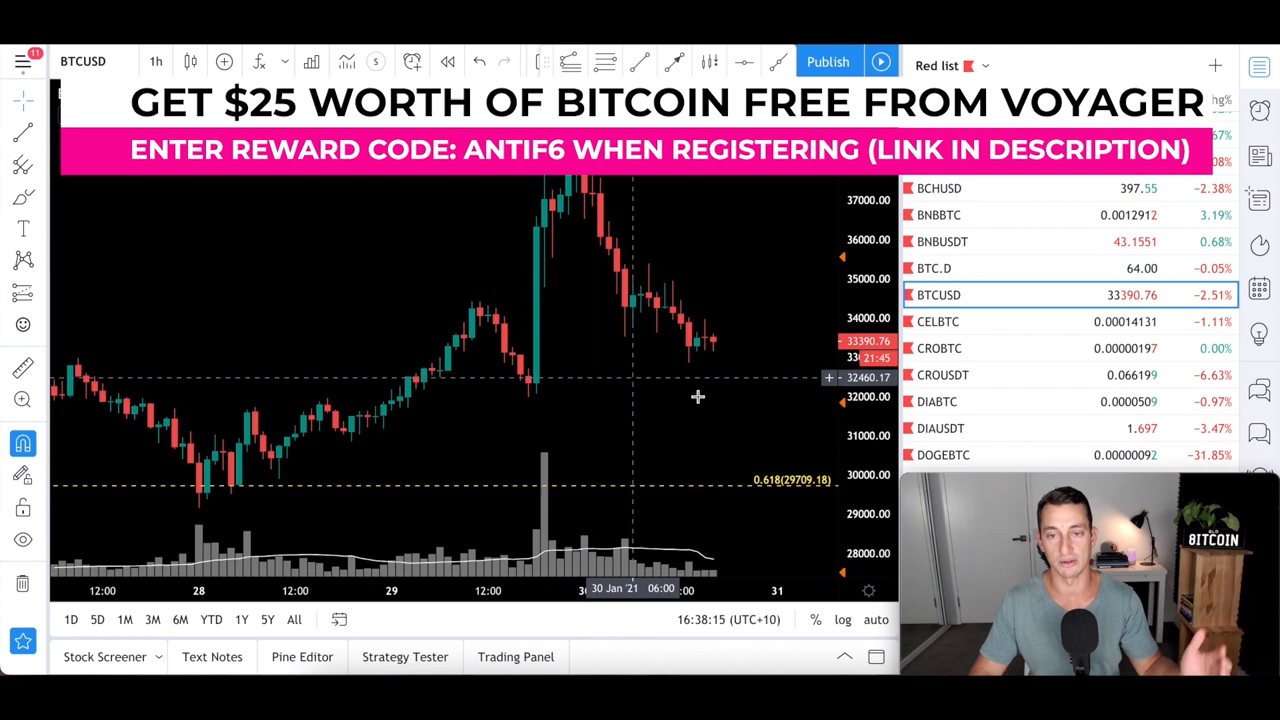 11
BTCUSD
1h
S
Publish
Red list
GET $25 WORTH OF BITCOIN FREE FROM VOYAGER
ENTER REWARD CODE: ANTIF6 WHEN REGISTERING (LINK IN DESCRIPTION)
BCHUSD 397.55 −2.38%
BNBBTC 0.0012912 3.19%
BNBUSDT 43.1551 0.68%
BTC.D 64.00 −0.05%
BTCUSD 33390.76 −2.51%
CELBTC 0.00014131 −1.11%
CROBTC 0.00000197 0.00%
CROUSDT 0.066199 −6.63%
DIABTC 0.0000509 −0.97%
DIAUSDT 1.697 −3.47%
DOGEBTC 0.00000092 −31.85%
37000.00
36000.00
35000.00
34000.00
33390.76
21:45
32460.17
32000.00
31000.00
30000.00
0.618(29709.18)
29000.00
28000.00
12:00 28 12:00 29 12:00 30 Jan '21 06:00 31
1D 5D 1M 3M 6M YTD 1Y 5Y All
16:38:15 (UTC+10) % log auto
Stock Screener Text Notes Pine Editor Strategy Tester Trading Panel
BITCOIN